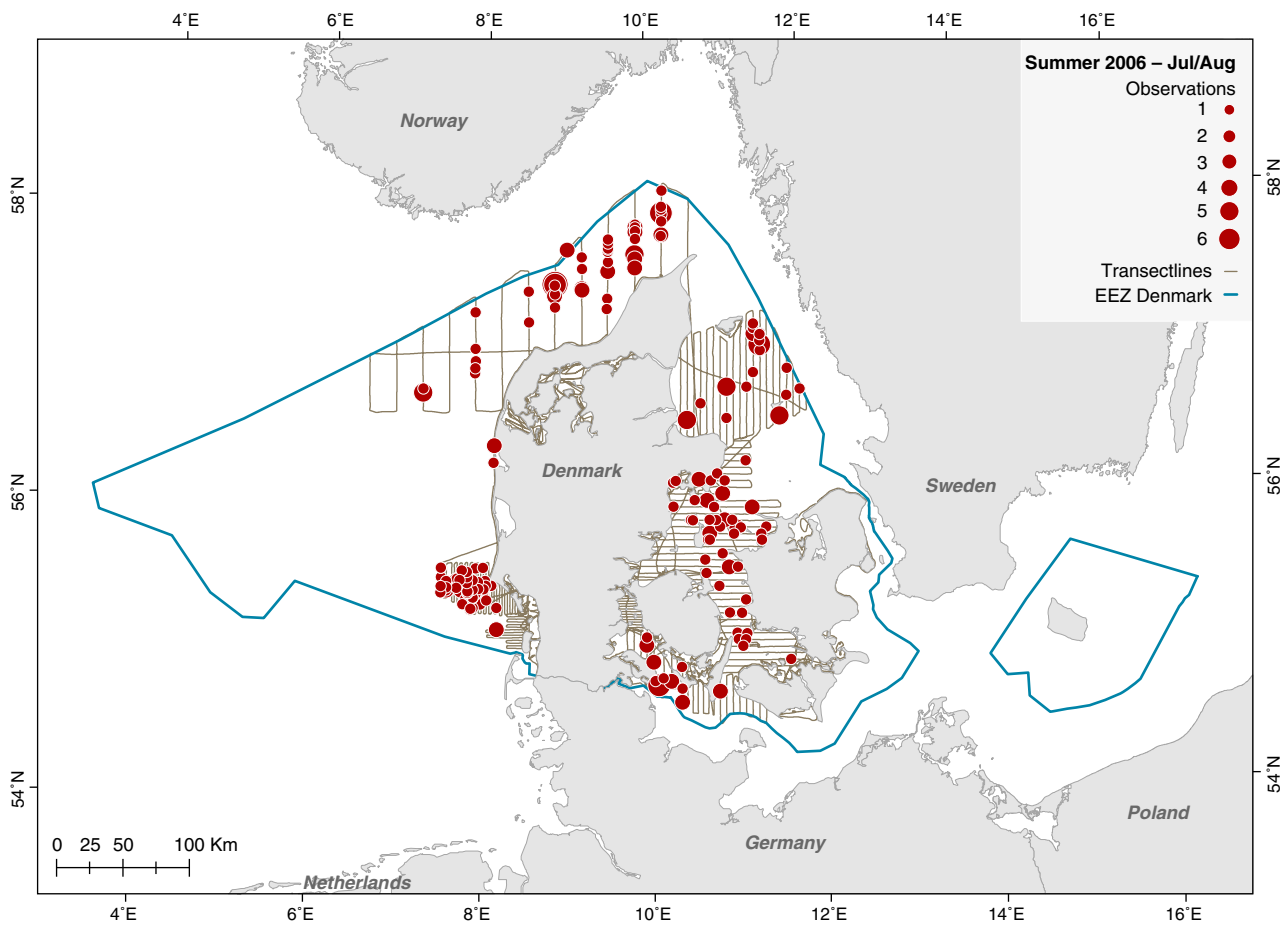 4°E 6°E 8°E 10°E 12°E 14°E 16°E
Summer 2006 – Jul/Aug
Observations
1
2
3
4
5
6
Transectlines
EEZ Denmark
Norway
58°N
58°N
Denmark
Sweden
56°N
56°N
54°N
54°N
Poland
Germany
Netherlands
0 25 50 100 Km
4°E 6°E 8°E 10°E 12°E 14°E 16°E